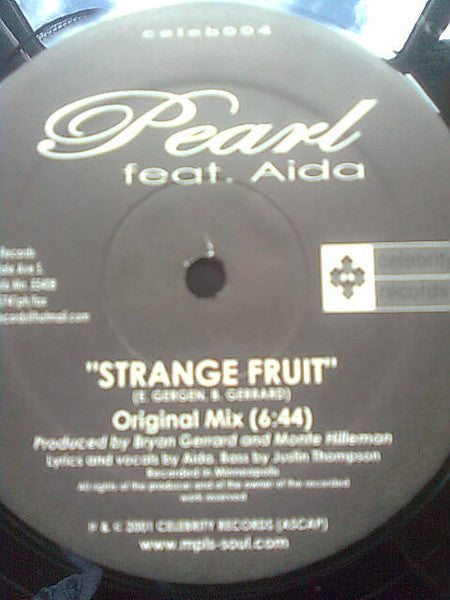 celeb004
Pearl
feat. Aida
Records
celebrity
records
"STRANGE FRUIT"
(E. GERGEN, B. GERRARD)
Original Mix (6:44)
Produced by Bryan Gerrard and Monte Hilleman
Lyrics and vocals by Aida. Bass by Justin Thompson
Recorded in Minneapolis
All rights of the producer and of the owner of the recorded
work reserved
℗ & © 2001 CELEBRITY RECORDS (ASCAP)
www.mpls-soul.com